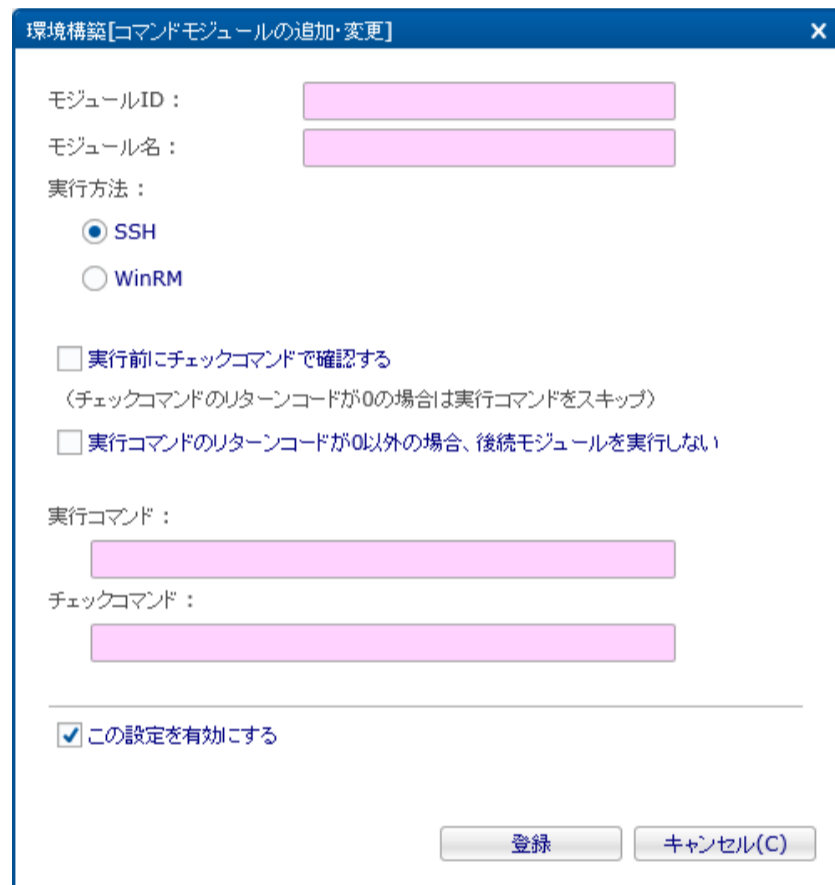 環境構築[コマンドモジュールの追加・変更]
モジュールID：
モジュール名：
実行方法：
SSH
WinRM
実行前にチェックコマンドで確認する
（チェックコマンドのリターンコードが0の場合は実行コマンドをスキップ）
実行コマンドのリターンコードが0以外の場合、後続モジュールを実行しない
実行コマンド：
チェックコマンド：
この設定を有効にする
登録 キャンセル(C)